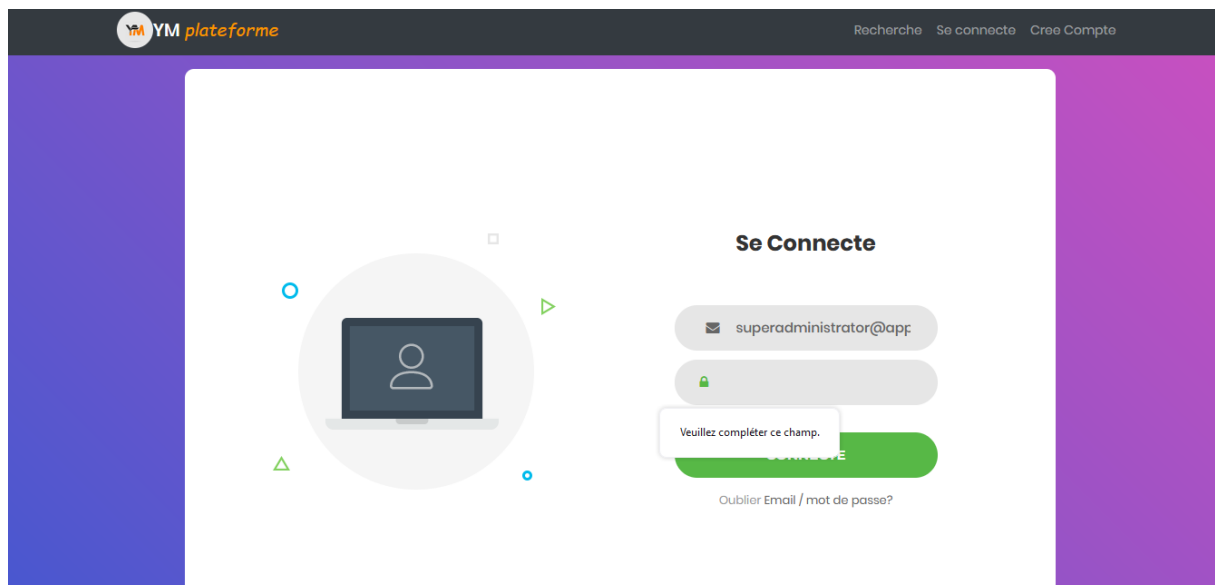 YM YM plateforme
Recherche Se connecte Cree Compte
Se Connecte
superadministrator@app
Veuillez compléter ce champ.
Oublier Email / mot de passe?